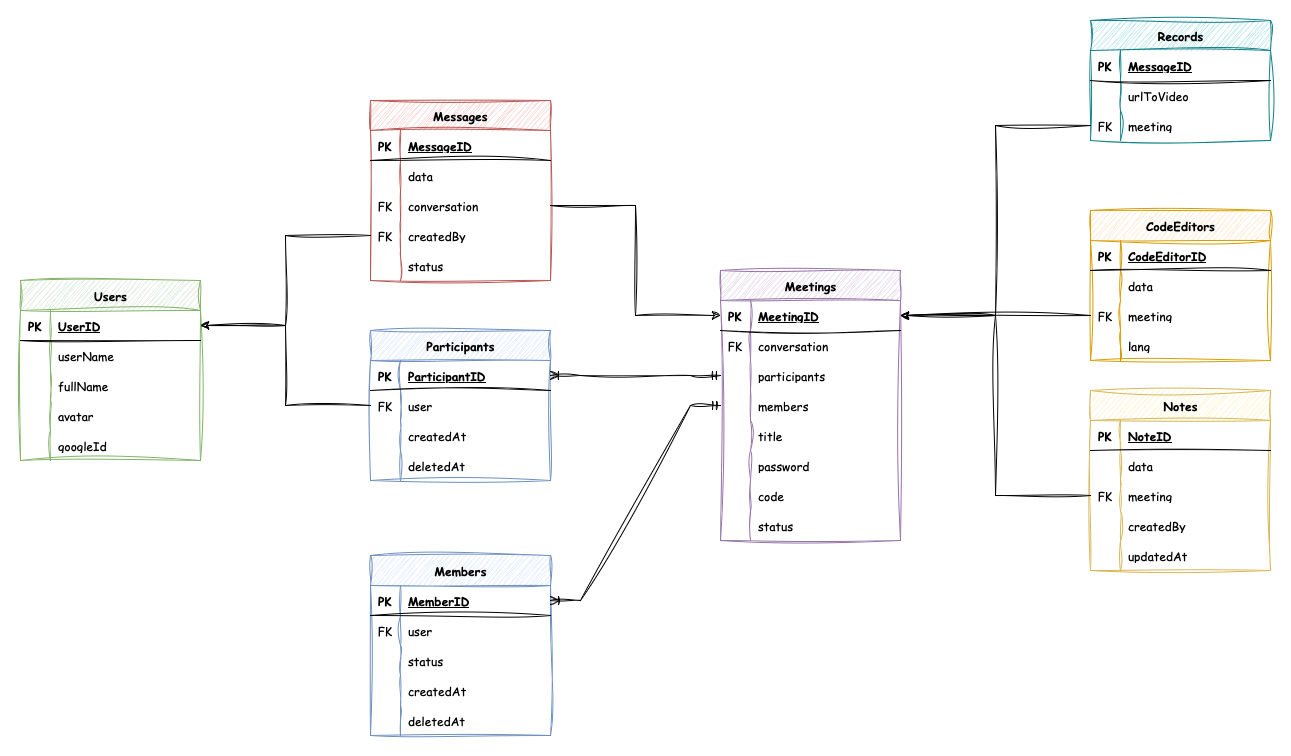 Records
PK MessageID
urlToVideo
FK meeting
Messages
PK MessageID
data
FK conversation
FK createdBy
status
CodeEditors
PK CodeEditorID
data
FK meeting
lang
Users
PK UserID
userName
fullName
avatar
googleId
Participants
PK ParticipantID
FK user
createdAt
deletedAt
Meetings
PK MeetingID
FK conversation
participants
members
title
password
code
status
Notes
PK NoteID
data
FK meeting
createdBy
updatedAt
Members
PK MemberID
FK user
status
createdAt
deletedAt